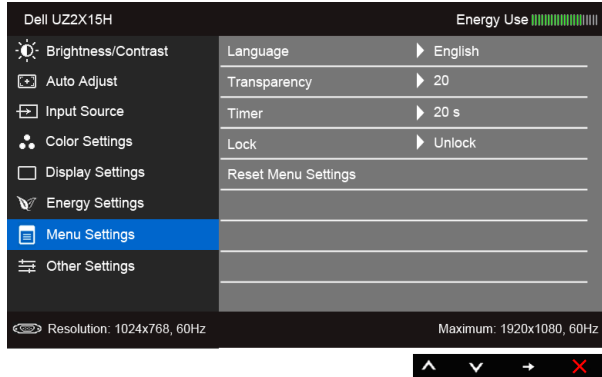 Dell UZ2X15H Energy Use
Brightness/Contrast Language English
Auto Adjust Transparency 20
Input Source Timer 20 s
Color Settings Lock Unlock
Display Settings Reset Menu Settings
Energy Settings
Menu Settings
Other Settings
Resolution: 1024x768, 60Hz Maximum: 1920x1080, 60Hz